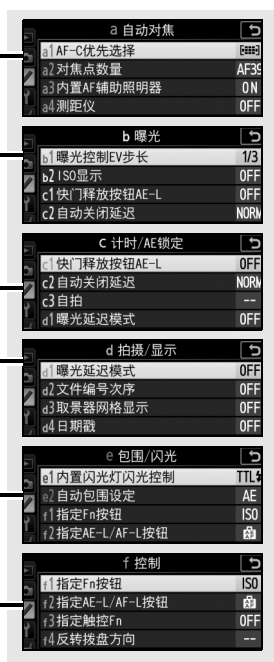 a 自动对焦
a1 AF-C优先选择
a2 对焦点数量 AF39
a3 内置AF辅助照明器 ON
a4 测距仪 OFF
b 曝光
b1 曝光控制EV步长 1/3
b2 ISO显示 OFF
c1 快门释放按钮AE-L OFF
c2 自动关闭延迟 NORM
c 计时/AE锁定
c1 快门释放按钮AE-L OFF
c2 自动关闭延迟 NORM
c3 自拍 --
d1 曝光延迟模式 OFF
d 拍摄/显示
d1 曝光延迟模式 OFF
d2 文件编号次序 OFF
d3 取景器网格显示 OFF
d4 日期戳 OFF
e 包围/闪光
e1 内置闪光灯闪光控制 TTL
e2 自动包围设定 AE
f1 指定Fn按钮 ISO
f2 指定AE-L/AF-L按钮
f 控制
f1 指定Fn按钮 ISO
f2 指定AE-L/AF-L按钮
f3 指定触控Fn OFF
f4 反转拨盘方向 --